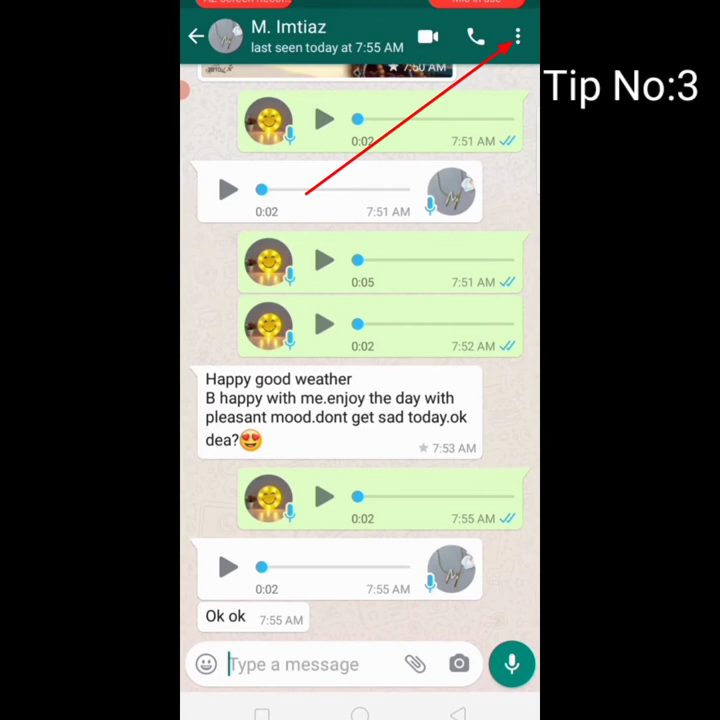 M. Imtiaz
last seen today at 7:55 AM
Tip No:3
7:50 AM
0:02 7:51 AM
0:02 7:51 AM
0:05 7:51 AM
0:02 7:52 AM
Happy good weather
B happy with me.enjoy the day with
pleasant mood.dont get sad today.ok
dea?😍
7:53 AM
0:02 7:55 AM
0:02 7:55 AM
Ok ok 7:55 AM
Type a message